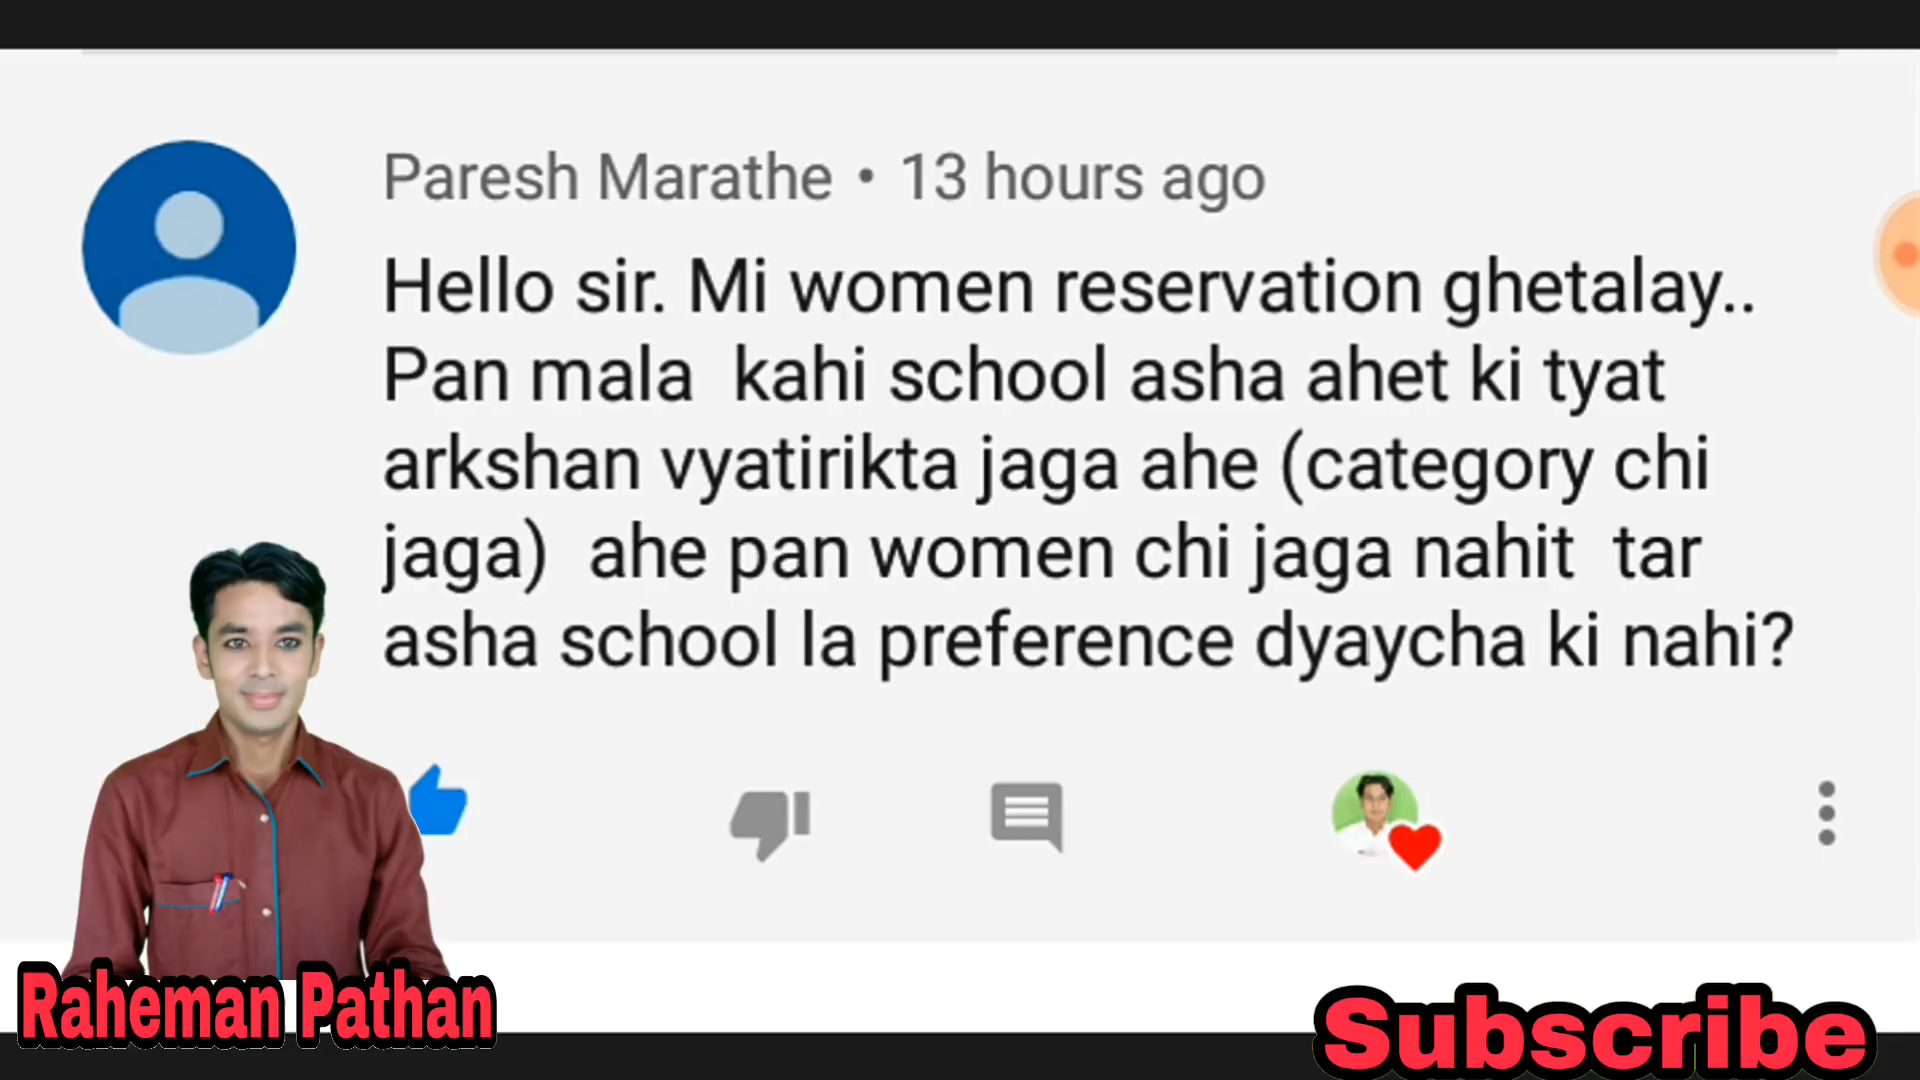 Paresh Marathe • 13 hours ago
Hello sir. Mi women reservation ghetalay..
Pan mala  kahi school asha ahet ki tyat
arkshan vyatirikta jaga ahe (category chi
jaga)  ahe pan women chi jaga nahit  tar
asha school la preference dyaycha ki nahi?
Raheman Pathan
Subscribe